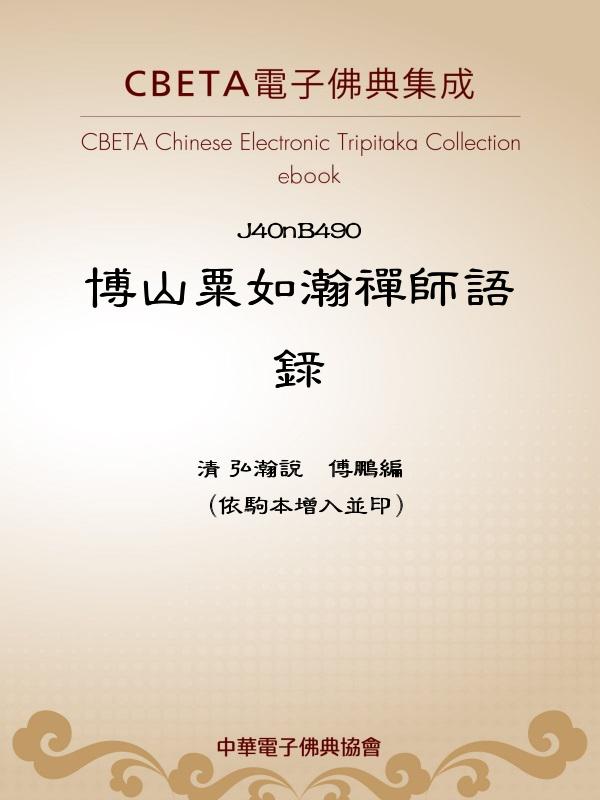 CBETA電子佛典集成
CBETA Chinese Electronic Tripitaka Collection
ebook
J40nB490
博山粟如瀚禪師語
錄
清 弘瀚說　傅鵬編
（依駒本增入並印）
中華電子佛典協會